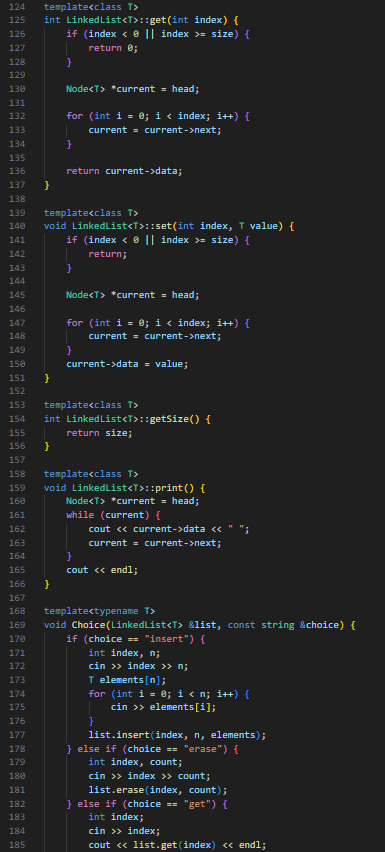 124 template<class T>
125 int LinkedList<T>::get(int index) {
126     if (index < 0 || index >= size) {
127         return 0;
128     }
129
130     Node<T> *current = head;
131
132     for (int i = 0; i < index; i++) {
133         current = current->next;
134     }
135
136     return current->data;
137 }
138
139 template<class T>
140 void LinkedList<T>::set(int index, T value) {
141     if (index < 0 || index >= size) {
142         return;
143     }
144
145     Node<T> *current = head;
146
147     for (int i = 0; i < index; i++) {
148         current = current->next;
149     }
150     current->data = value;
151 }
152
153 template<class T>
154 int LinkedList<T>::getSize() {
155     return size;
156 }
157
158 template<class T>
159 void LinkedList<T>::print() {
160     Node<T> *current = head;
161     while (current) {
162         cout << current->data << " ";
163         current = current->next;
164     }
165     cout << endl;
166 }
167
168 template<typename T>
169 void Choice(LinkedList<T> &list, const string &choice) {
170     if (choice == "insert") {
171         int index, n;
172         cin >> index >> n;
173         T elements[n];
174         for (int i = 0; i < n; i++) {
175             cin >> elements[i];
176         }
177         list.insert(index, n, elements);
178     } else if (choice == "erase") {
179         int index, count;
180         cin >> index >> count;
181         list.erase(index, count);
182     } else if (choice == "get") {
183         int index;
184         cin >> index;
185         cout << list.get(index) << endl;